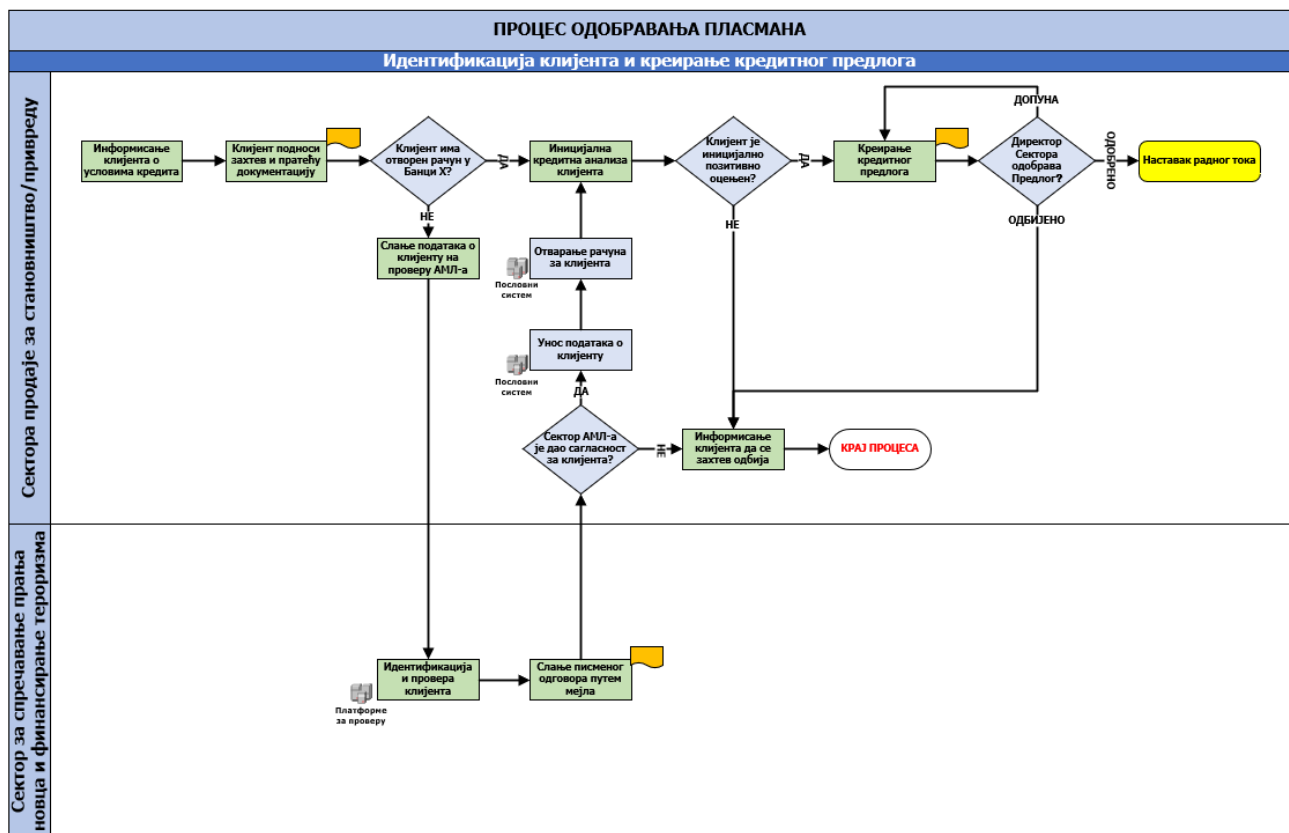 ПРОЦЕС ОДОБРАВАЊА ПЛАСМАНА
Идентификација клијента и креирање кредитног предлога
Сектора продаје за становништво/привреду
Информисање
клијента о
условима кредита
Клијент подноси
захтев и пратећу
документацију
Клијент има
отворен рачун у
Банци X?
ДА
Иницијална
кредитна анализа
клијента
Клијент је
иницијално
позитивно
оцењен?
ДА
Креирање
кредитног
предлога
ДОПУНА
Директор
Сектора
одобрава
Предлог?
ОДОБРЕНО
Наставак радног тока
НЕ
НЕ
ОДБИЈЕНО
Слање података о
клијенту на
проверу АМЛ-а
Отварање рачуна
за клијента
Пословни
систем
Унос података о
клијенту
Пословни
систем
ДА
Сектор АМЛ-а
је дао сагласност
за клијента?
НЕ
Информисање
клијента да се
захтев одбија
КРАЈ ПРОЦЕСА
Сектор за спречавање прања
новца и финансирање тероризма
Идентификација
и провера
клијента
Платформе
за проверу
Слање писменог
одговора путем
мејла